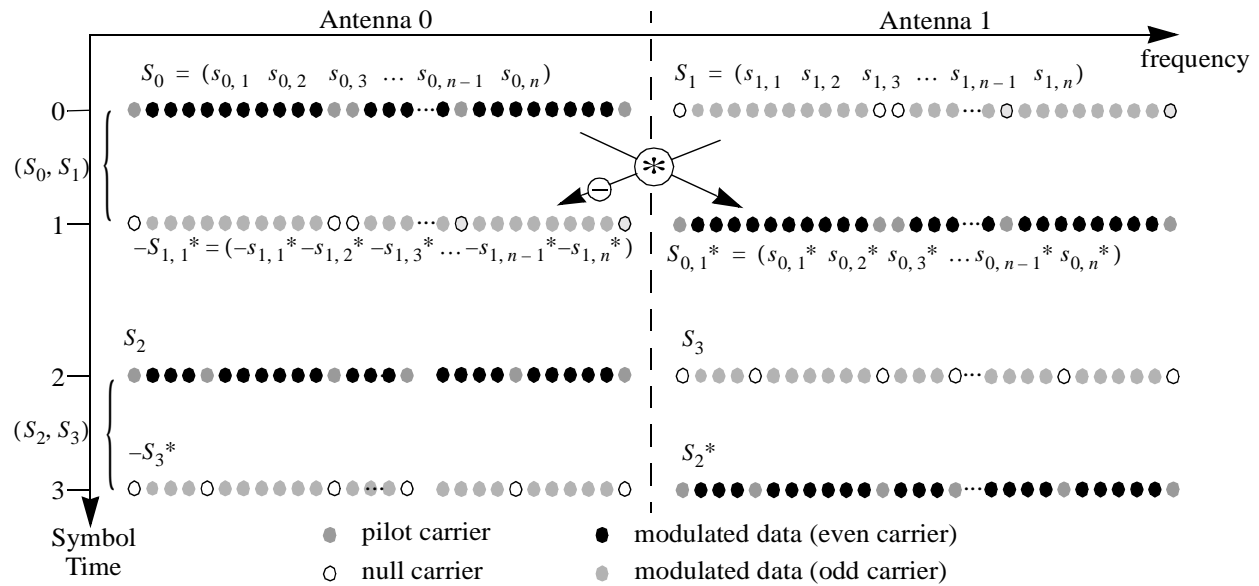 Antenna 0
Antenna 1
frequency
S0 = (s0,1 s0,2 s0,3 … s0,n−1 s0,n)
S1 = (s1,1 s1,2 s1,3 … s1,n−1 s1,n)
0
...
...
(S0, S1)
*
−
1
...
...
−S1,1* = (−s1,1* −s1,2* −s1,3* … −s1,n−1* −s1,n*)
S0,1* = (s0,1* s0,2* s0,3* … s0,n−1* s0,n*)
S2
S3
2
...
...
(S2, S3)
−S3*
S2*
3
...
...
Symbol
Time
pilot carrier
modulated data (even carrier)
null carrier
modulated data (odd carrier)